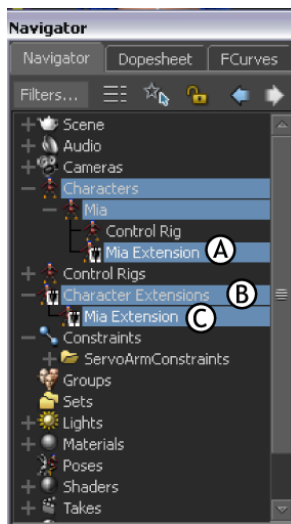 Navigator
Navigator Dopesheet FCurves
Filters...
Scene
Audio
Cameras
Characters
Mia
Control Rig
Mia Extension A
Control Rigs
Character Extensions B
Mia Extension C
Constraints
ServoArmConstraints
Groups
Sets
Lights
Materials
Poses
Shaders
Takes